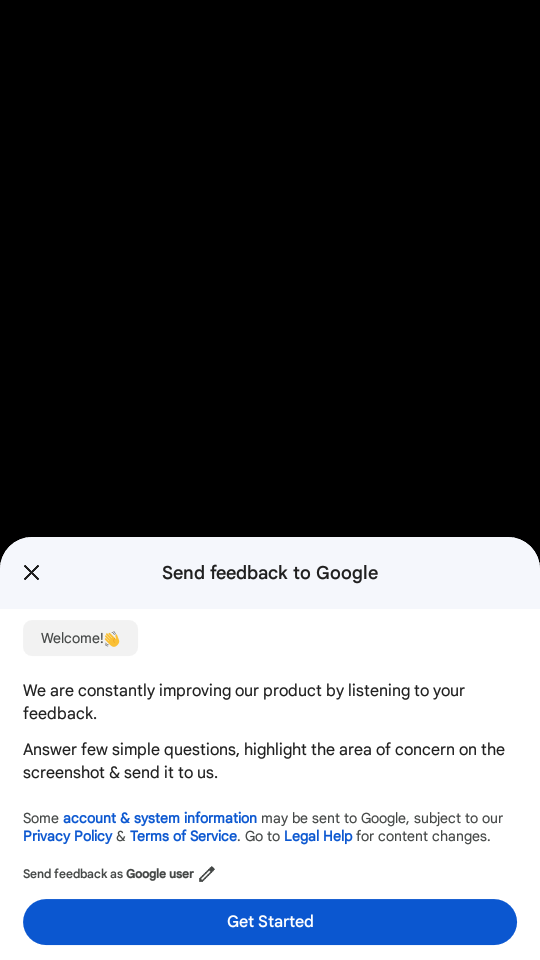 Send feedback to Google
Welcome!👋
We are constantly improving our product by listening to your
feedback.
Answer few simple questions, highlight the area of concern on the
screenshot & send it to us.
Some account & system information may be sent to Google, subject to our
Privacy Policy & Terms of Service. Go to Legal Help for content changes.
Send feedback as Google user
Get Started